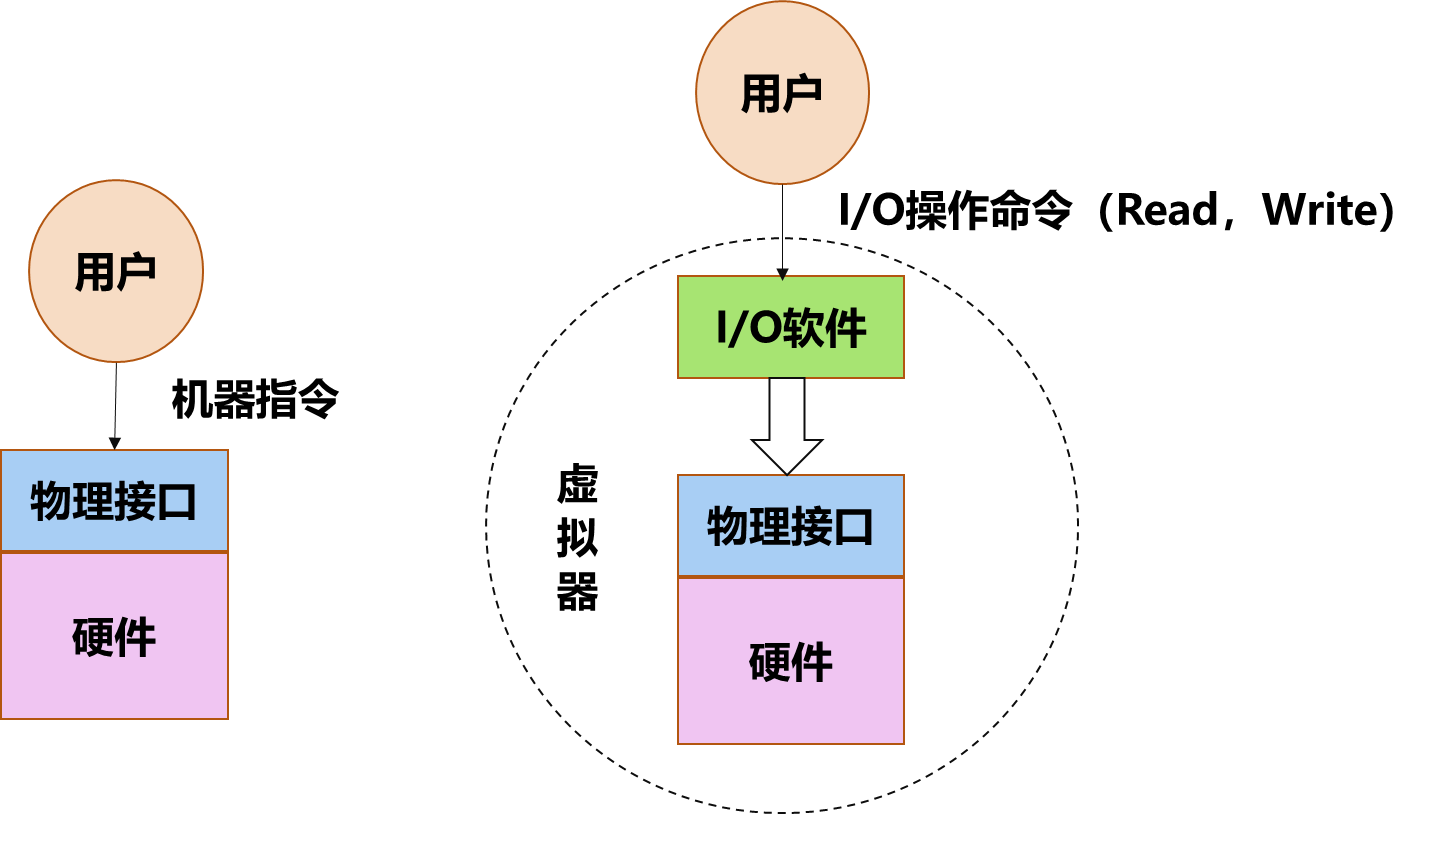 用户
机器指令
物理接口
硬件
用户
I/O操作命令（Read，Write）
I/O软件
虚
拟
器
物理接口
硬件